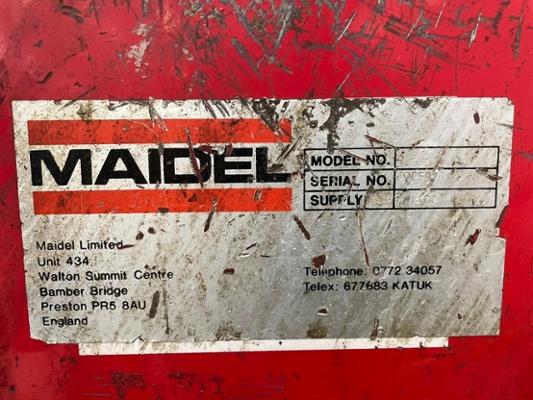 MAIDEL
MODEL NO.
SERIAL NO.
SUPPLY
Maidel Limited
Unit 434
Walton Summit Centre
Bamber Bridge
Preston PR5 8AU
England
Telephone: 0772 34057
Telex: 677683 KATUK